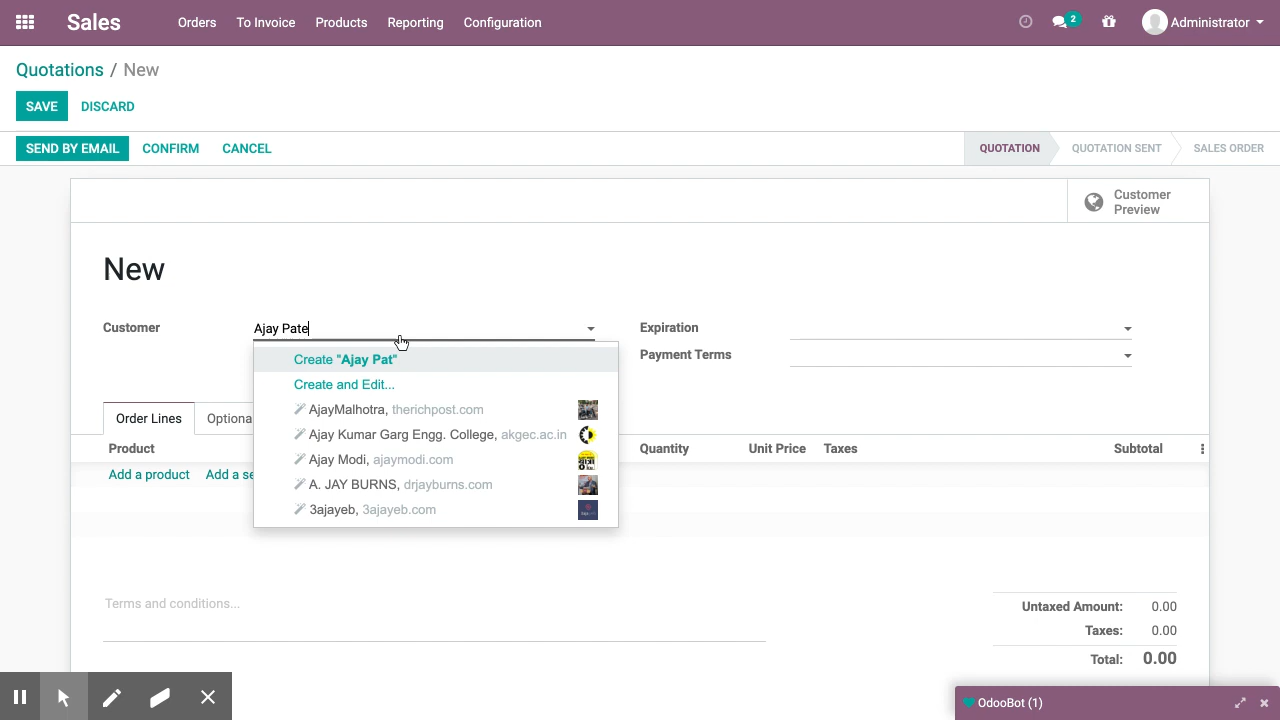 Sales Orders To Invoice Products Reporting Configuration 2 Administrator
Quotations / New
SAVE DISCARD
SEND BY EMAIL CONFIRM CANCEL QUOTATION QUOTATION SENT SALES ORDER
Customer
Preview
New
Customer Ajay Pate Expiration
Payment Terms
Create "Ajay Pat"
Create and Edit...
AjayMalhotra, therichpost.com
Ajay Kumar Garg Engg. College, akgec.ac.in
Ajay Modi, ajaymodi.com
A. JAY BURNS, drjayburns.com
3ajayeb, 3ajayeb.com
Order Lines Optiona
Product Quantity Unit Price Taxes Subtotal
Add a product Add a se
Terms and conditions...
Untaxed Amount: 0.00
Taxes: 0.00
Total: 0.00
OdooBot (1)